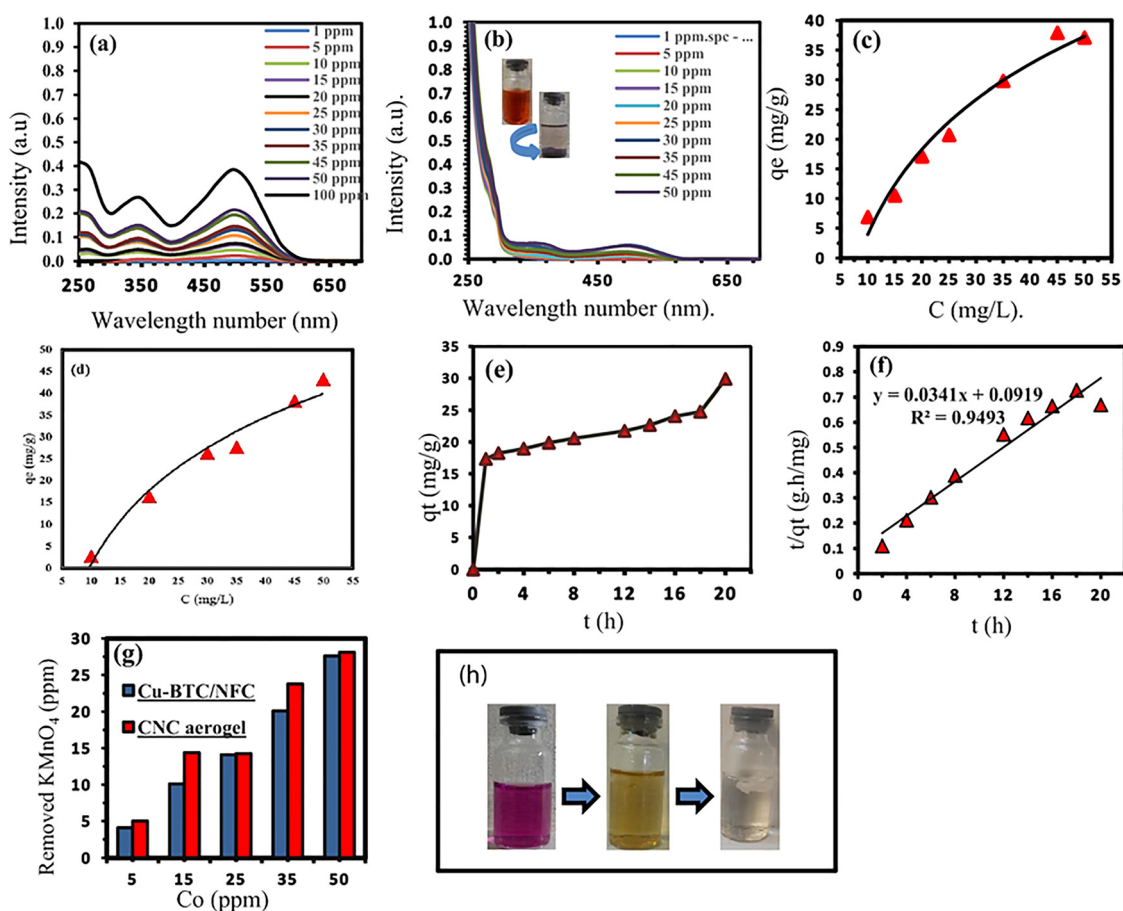 (a)
1 ppm
5 ppm
10 ppm
15 ppm
20 ppm
25 ppm
30 ppm
35 ppm
45 ppm
50 ppm
100 ppm
1.0
0.9
0.8
0.7
0.6
0.5
0.4
0.3
0.2
0.1
0.0
Intensity (a.u)
250 350 450 550 650
Wavelength number (nm)
(b)
1 ppm.spc - ...
5 ppm
10 ppm
15 ppm
20 ppm
25 ppm
30 ppm
35 ppm
45 ppm
50 ppm
1
0.9
0.8
0.7
0.6
0.5
0.4
0.3
0.2
0.1
0
Intensity (a.u).
250 350 450 550 650
Wavelength number (nm).
(c)
40
35
30
25
20
15
10
5
0
qe (mg/g)
5 10 15 20 25 30 35 40 45 50 55
C (mg/L).
(d)
50
45
40
35
30
25
20
15
10
5
0
qe (mg/g)
5 10 15 20 25 30 35 40 45 50 55
C (mg/L)
(e)
35
30
25
20
15
10
5
0
qt (mg/g)
0 4 8 12 16 20
t (h)
(f)
y = 0.0341x + 0.0919
R² = 0.9493
0.9
0.8
0.7
0.6
0.5
0.4
0.3
0.2
0.1
0
t/qt (g.h/mg)
0 4 8 12 16 20
t (h)
(g)
Cu-BTC/NFC
CNC aerogel
30
25
20
15
10
5
0
Removed KMnO₄ (ppm)
5 15 25 35 50
Co (ppm)
(h)